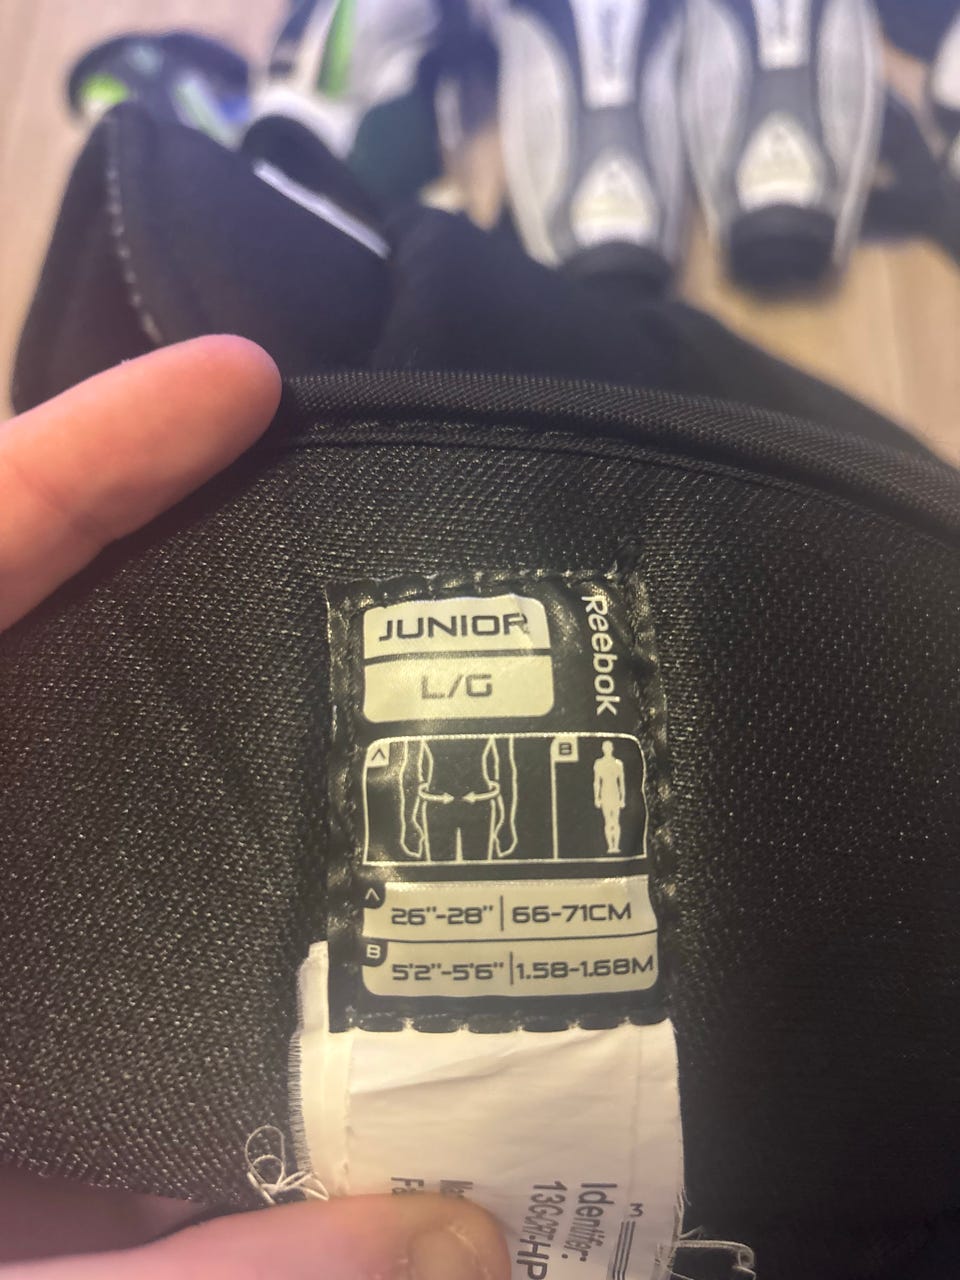 JUNIOR
L/G
Reebok
A
B
A
26"-28" 66-71CM
B
5'2"-5'6" 1.58-1.68M
Identifier: